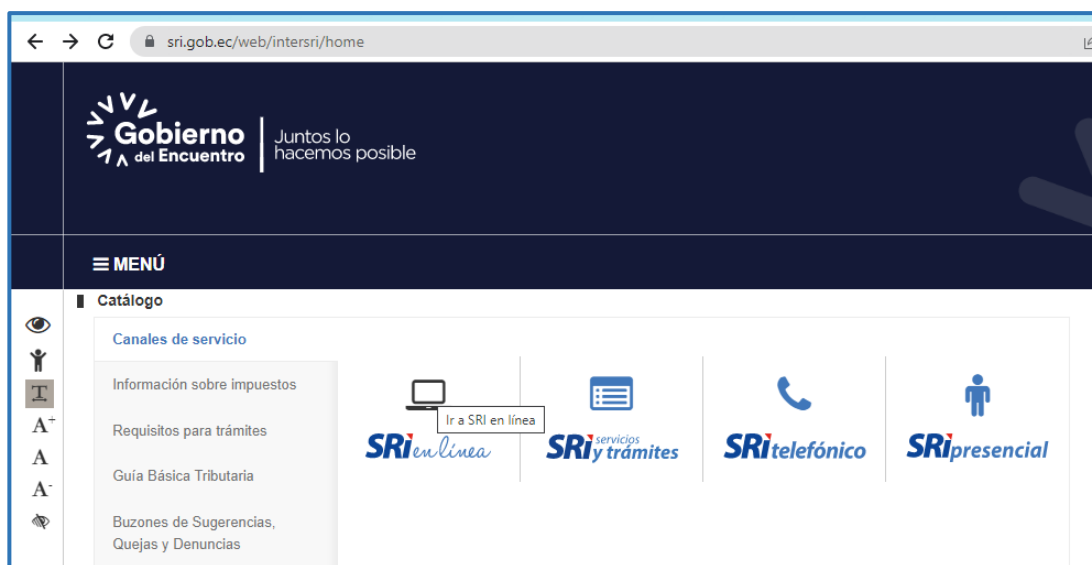 sri.gob.ec/web/intersri/home
Gobierno
del Encuentro
Juntos lo
hacemos posible
MENÚ
Catálogo
Canales de servicio
Información sobre impuestos
Requisitos para trámites
Guía Básica Tributaria
Buzones de Sugerencias,
Quejas y Denuncias
T
A+
A
A-
Ir a SRI en línea
SRi en línea
SRi servicios
y trámites
SRi telefónico
SRi presencial